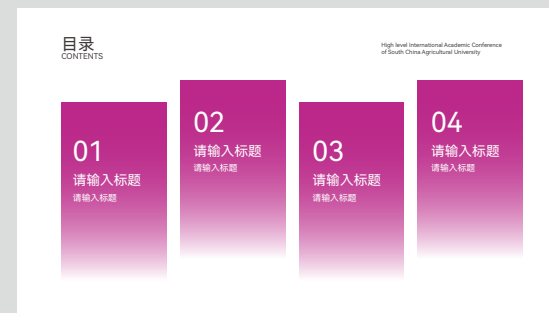 目录
CONTENTS
High level International Academic Conference
of South China Agricultural University
01
请输入标题
请输入标题
02
请输入标题
请输入标题
03
请输入标题
请输入标题
04
请输入标题
请输入标题